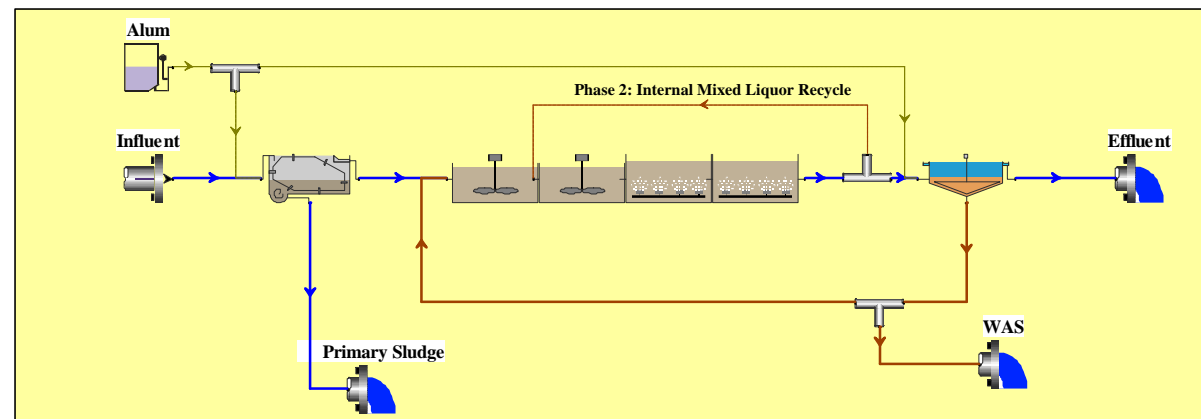 Alum
Phase 2: Internal Mixed Liquor Recycle
Influent
Effluent
Primary Sludge
WAS